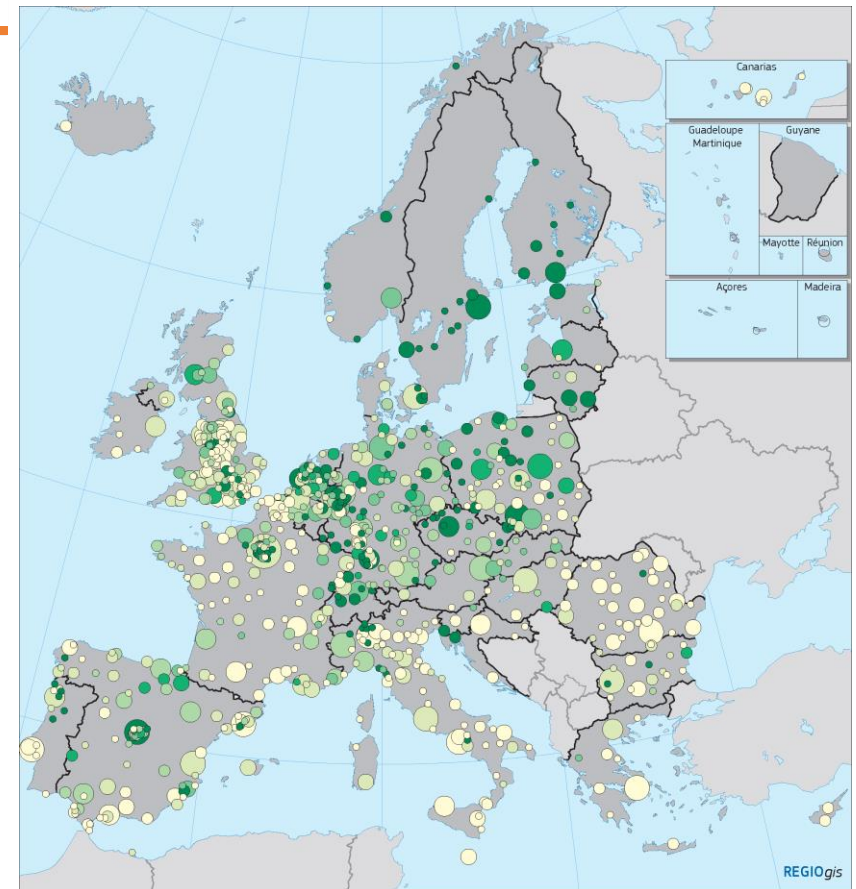 Canarias
Guadeloupe
Martinique
Guyane
Mayotte
Réunion
Açores
Madeira
REGIOgis